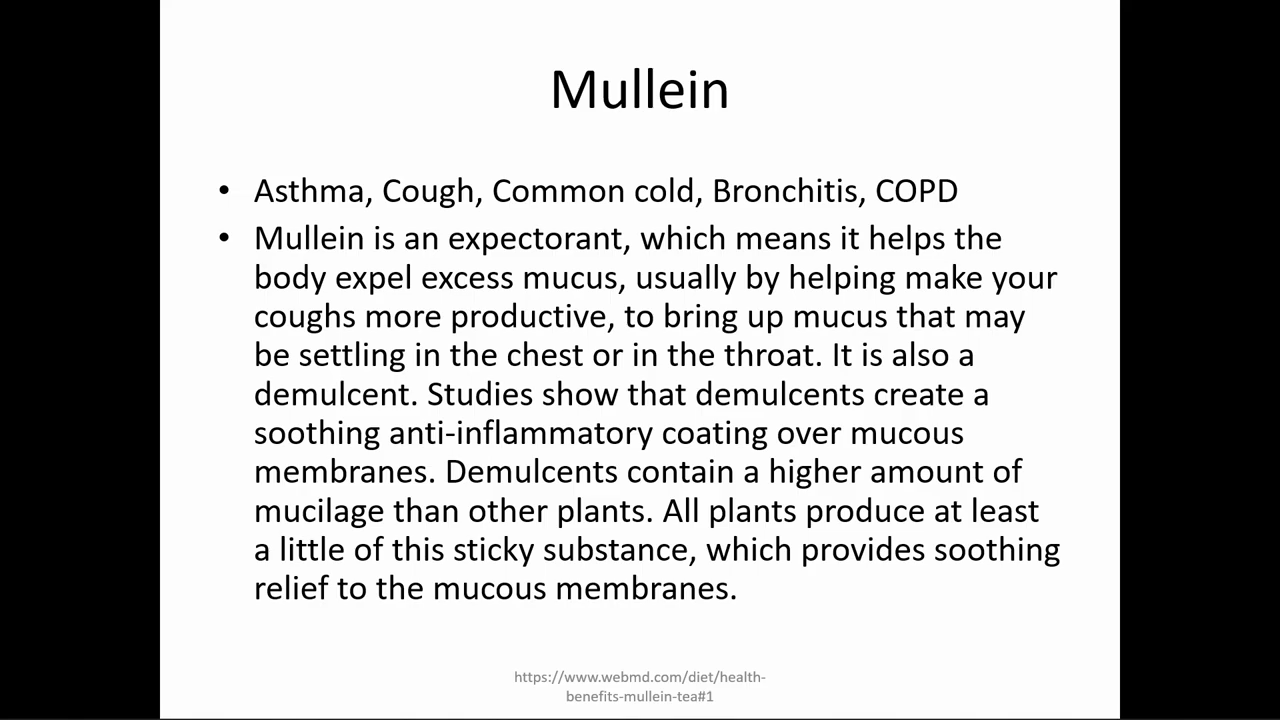 Mullein
• Asthma, Cough, Common cold, Bronchitis, COPD
• Mullein is an expectorant, which means it helps the
body expel excess mucus, usually by helping make your
coughs more productive, to bring up mucus that may
be settling in the chest or in the throat. It is also a
demulcent. Studies show that demulcents create a
soothing anti-inflammatory coating over mucous
membranes. Demulcents contain a higher amount of
mucilage than other plants. All plants produce at least
a little of this sticky substance, which provides soothing
relief to the mucous membranes.
https://www.webmd.com/diet/health-
benefits-mullein-tea#1